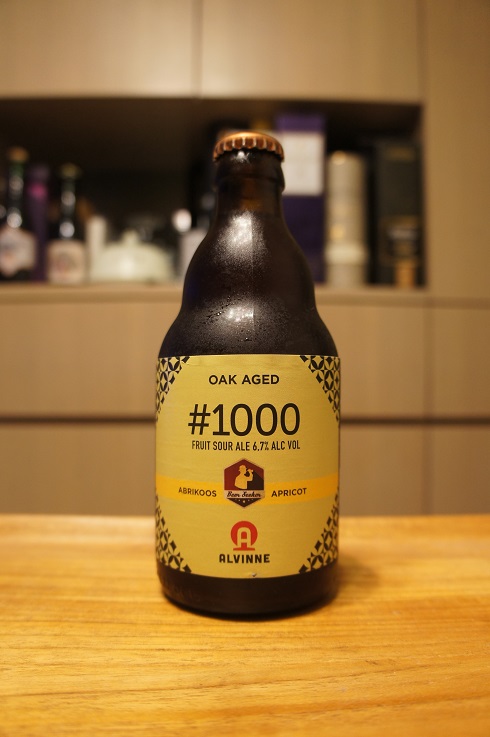 OAK AGED
#1000
FRUIT SOUR ALE 6,7% ALC VOL
Beer Seeker
ABRIKOOS APRICOT
ALVINNE